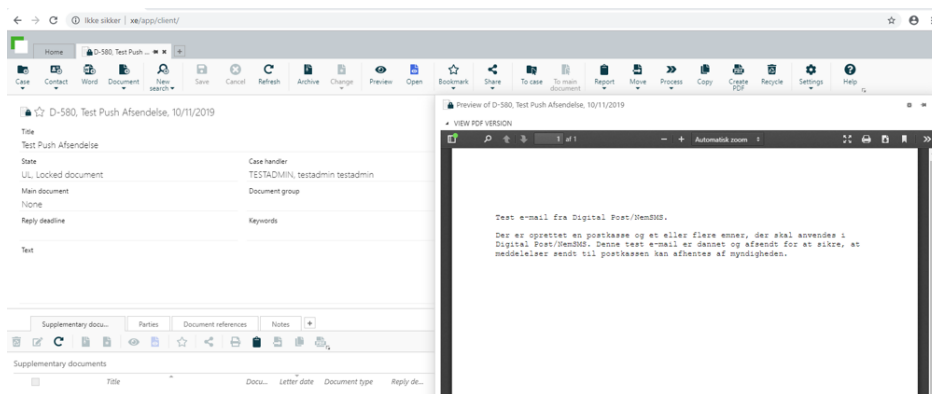 Ikke sikker | xe/app/client/
Home
D-580, Test Push ...
Case
Contact
Word
Document
New search
Save
Cancel
Refresh
Archive
Change
Preview
Open
Bookmark
Share
To case
To main document
Report
Move
Process
Copy
Create PDF
Recycle
Settings
Help
D-580, Test Push Afsendelse, 10/11/2019
Title
Test Push Afsendelse
State
Case handler
UL, Locked document
TESTADMIN, testadmin testadmin
Main document
Document group
None
Reply deadline
Keywords
Text
Supplementary docu...
Parties
Document references
Notes
Supplementary documents
Title
Docu...
Letter date
Document type
Reply de...
Preview of D-580, Test Push Afsendelse, 10/11/2019
VIEW PDF VERSION
1 of 1
Automatisk zoom
Test e-mail fra Digital Post/NemSMS.
Der er oprettet en postkasse og et eller flere emner, der skal anvendes i
Digital Post/NemSMS. Denne test e-mail er dannet og afsendt for at sikre, at
meddelelser sendt til postkassen kan afhentes af myndigheden.